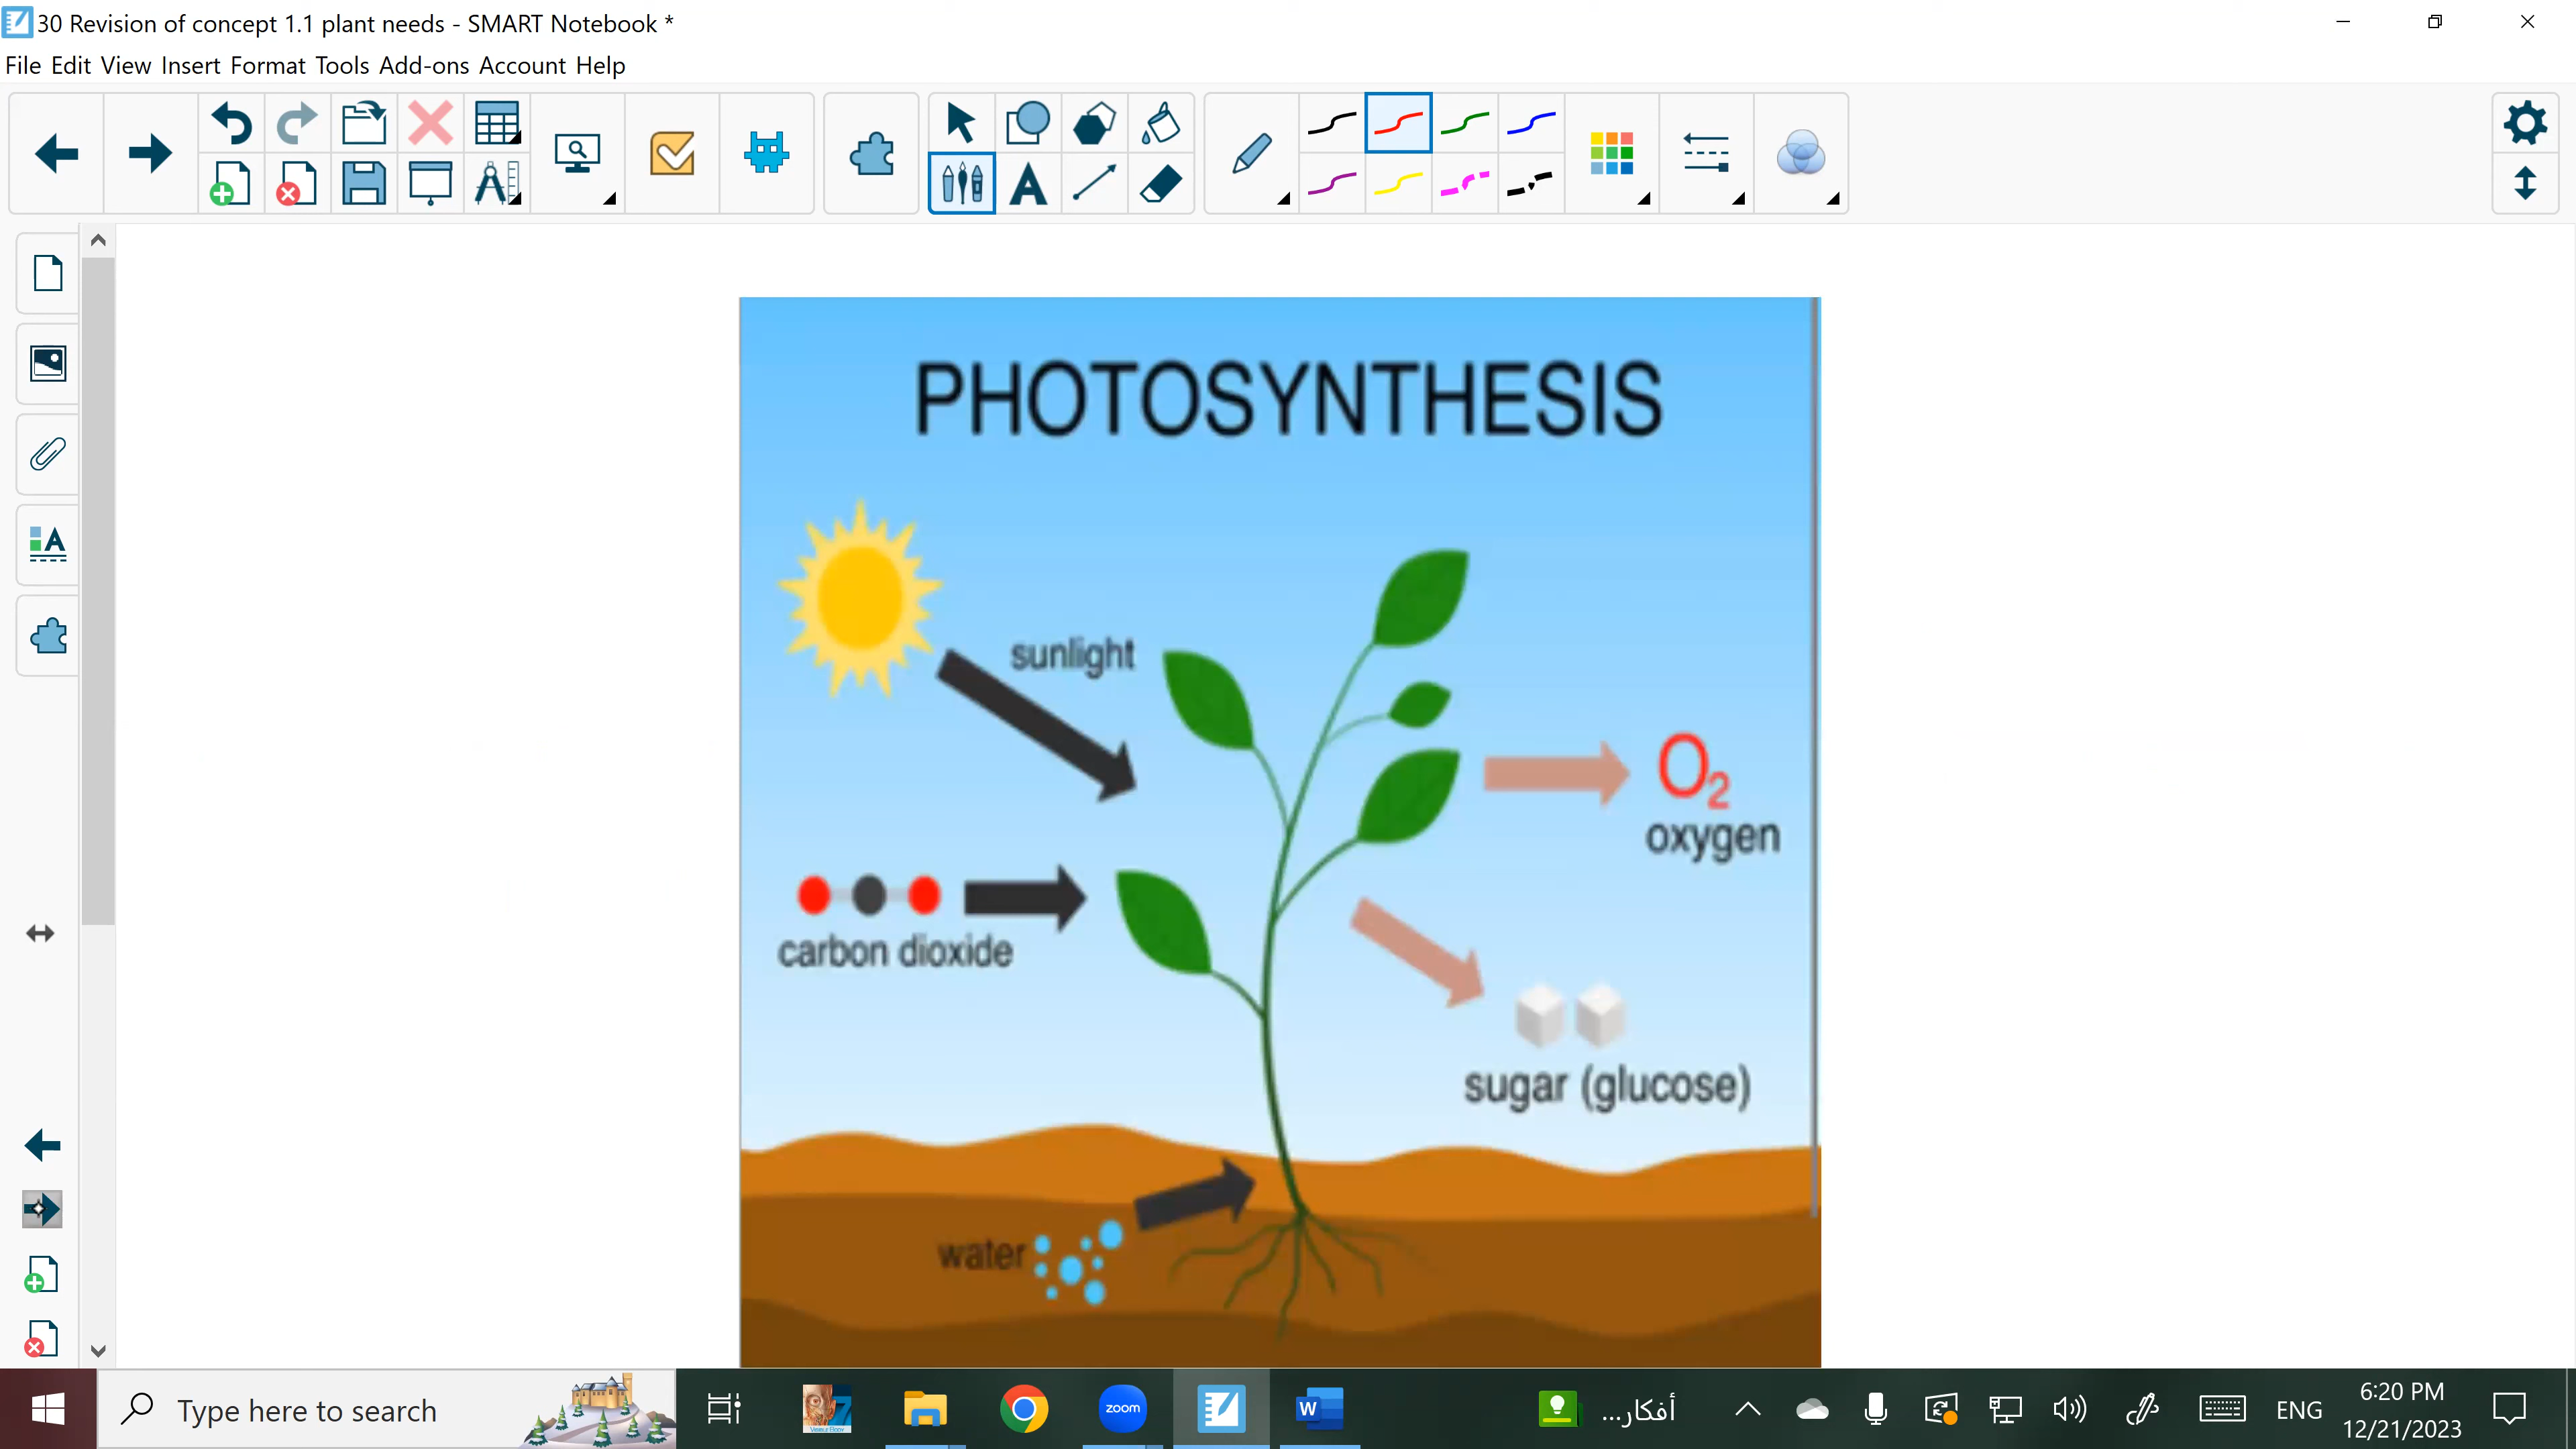 30 Revision of concept 1.1 plant needs - SMART Notebook *
File Edit View Insert Format Tools Add-ons Account Help
PHOTOSYNTHESIS
sunlight
O₂
oxygen
carbon dioxide
sugar (glucose)
water
Type here to search
zoom
W
أفكار...
ENG
6:20 PM
12/21/2023